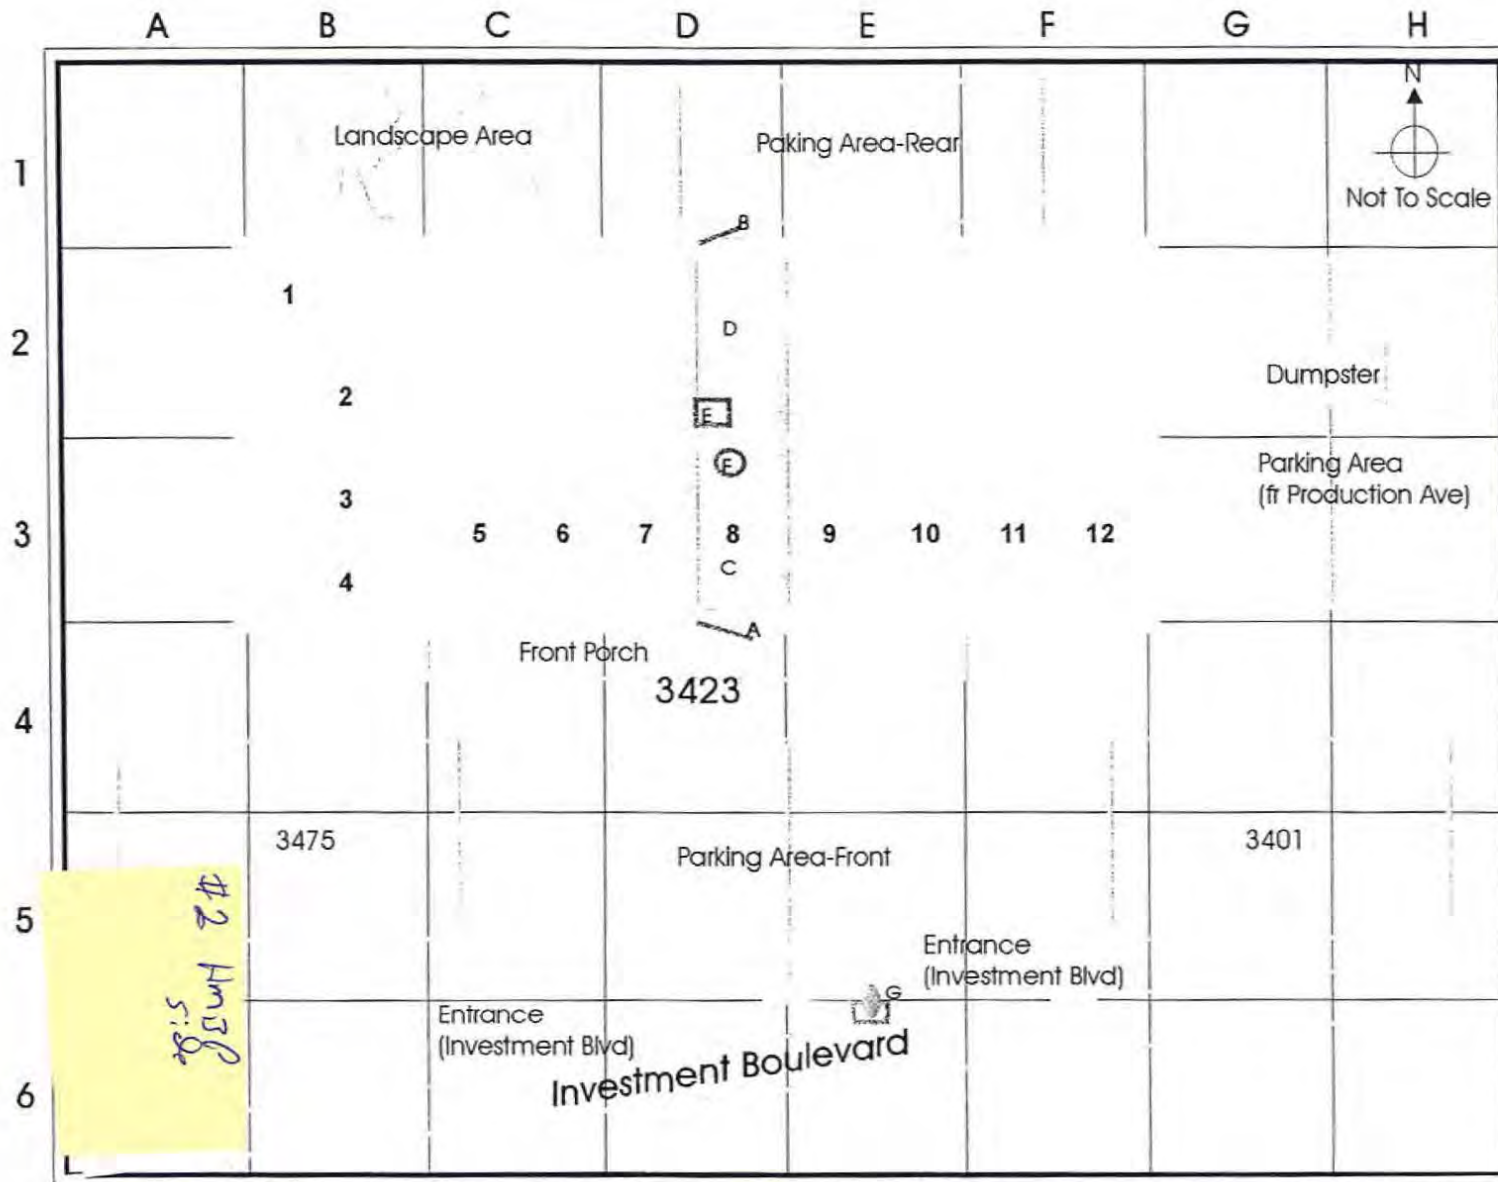 A B C D E F G H
N
1
Landscape Area
Paking Area-Rear
Not To Scale
B
1
2
D
Dumpster
2
E
3
Parking Area
(fr Production Ave)
3
5 6 7 8 9 10 11 12
4
C
A
Front Porch
3423
4
3475
Parking Area-Front
3401
#2
5
Entrance
(Investment Blvd)
G
Entrance
(Investment Blvd)
Investment Boulevard
6